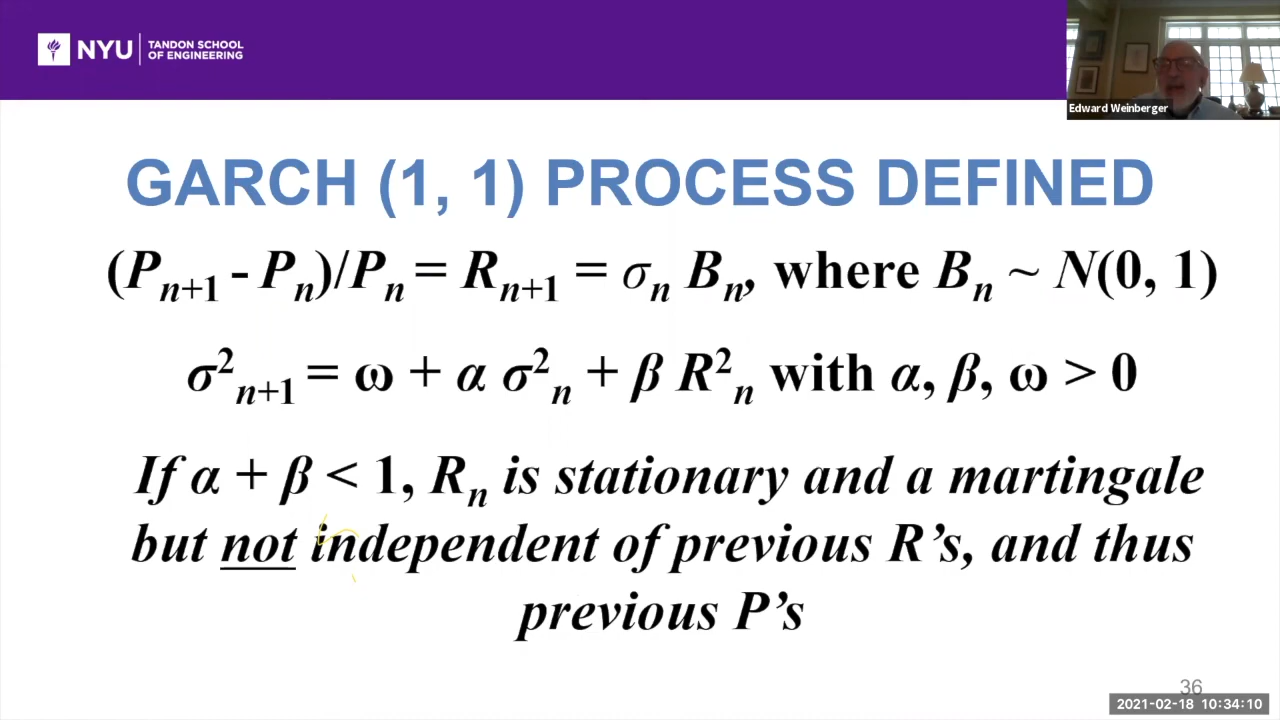 NYU
TANDON SCHOOL
OF ENGINEERING
Edward Weinberger
GARCH (1, 1) PROCESS DEFINED
(Pn+1 - Pn)/Pn = Rn+1 = σn Bn, where Bn ~ N(0, 1)
σ²n+1 = ω + α σ²n + β R²n with α, β, ω > 0
If α + β < 1, Rn is stationary and a martingale
but not independent of previous R’s, and thus
previous P’s
36
2021-02-18 10:34:10